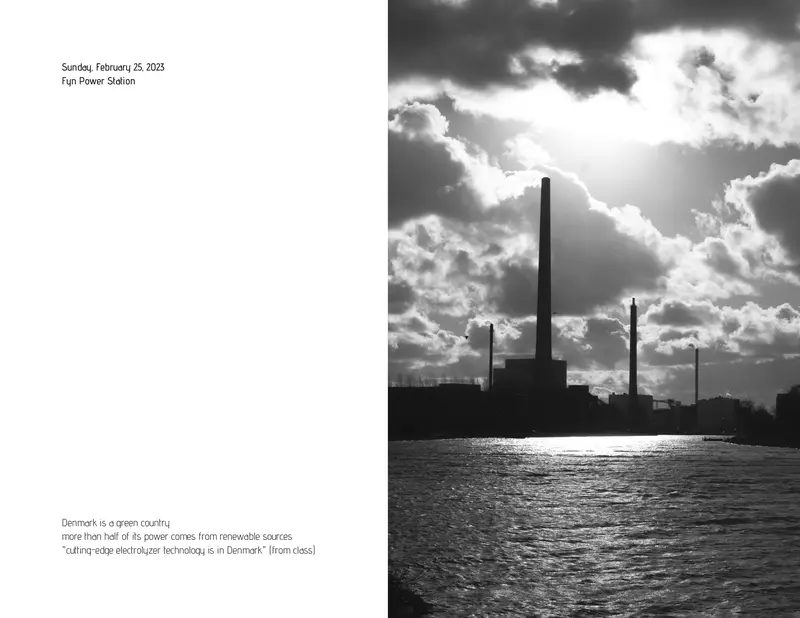 Sunday, February 25, 2023
Fyn Power Station
Denmark is a green country
more than half of its power comes from renewable sources
"cutting-edge electrolyzer technology is in Denmark" [from class]